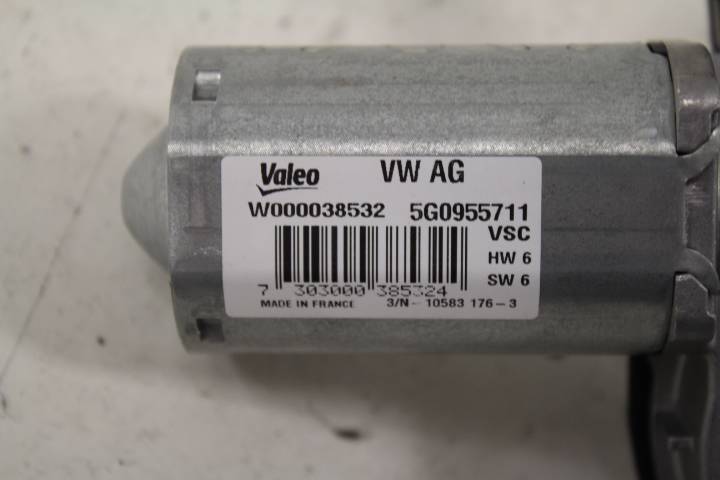 Valeo VW AG
W000038532 5G0955711
VSC
HW 6
SW 6
7 303000 385324
MADE IN FRANCE 3/N- 10583 176-3